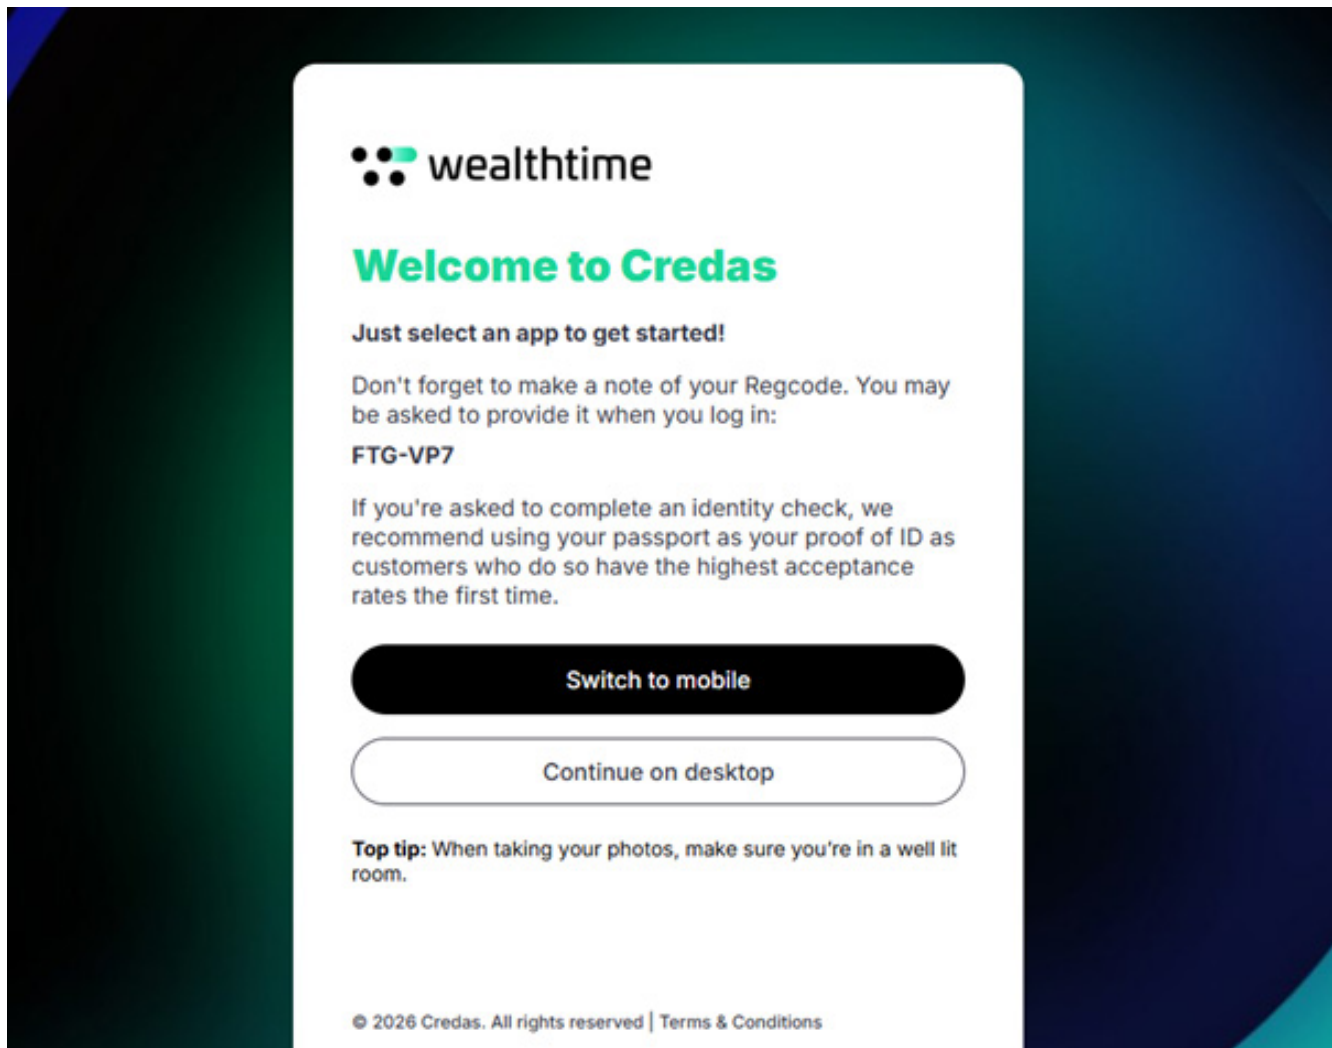 wealthtime
Welcome to Credas
Just select an app to get started!
Don't forget to make a note of your Regcode. You may
be asked to provide it when you log in:
FTG-VP7
If you're asked to complete an identity check, we
recommend using your passport as your proof of ID as
customers who do so have the highest acceptance
rates the first time.
Switch to mobile
Continue on desktop
Top tip: When taking your photos, make sure you’re in a well lit
room.
© 2026 Credas. All rights reserved | Terms & Conditions